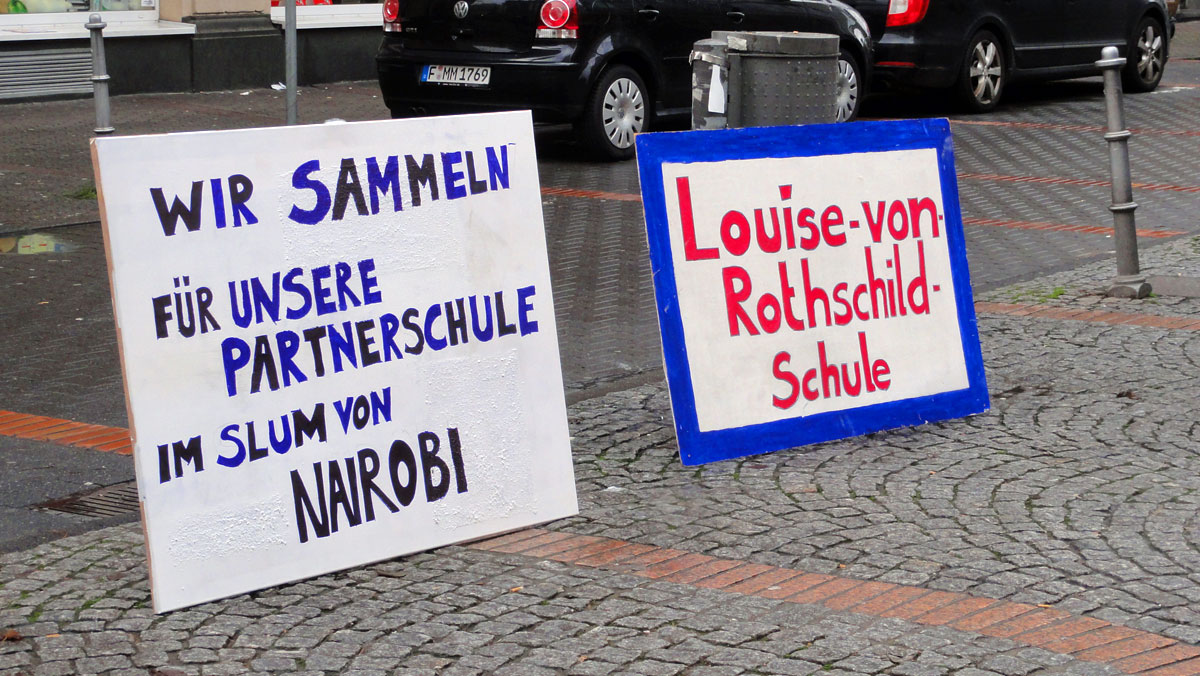 F MM 1769
WIR SAMMELN
FÜR UNSERE
PARTNERSCHULE
IM SLUM VON
NAIROBI
Louise-von-
Rothschild-
Schule